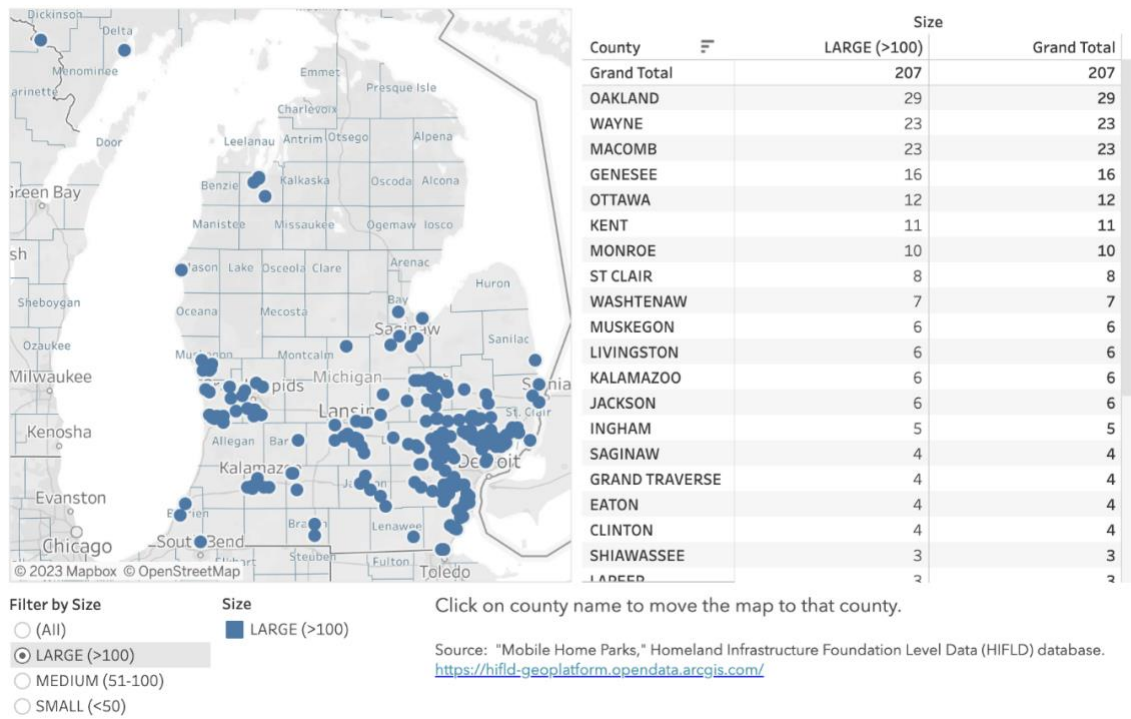 Dickinson
Delta
Menominee
arinette
Emmet
Presque Isle
Charlevoix
Door
Leelanau Antrim Otsego Alpena
Green Bay
Benzie Kalkaska Oscoda Alcona
Manistee Missaukee Ogemaw Iosco
sh
Mason Lake Osceola Clare Arenac
Huron
Sheboygan
Oceana Mecosta Bay
Saginaw
Sanilac
Ozaukee
Montcalm
Milwaukee
Michigan
Kenosha
St. Clair
Allegan
Detroit
Evanston
Lenawee
Chicago
Steuben
Fulton
Toledo
© 2023 Mapbox © OpenStreetMap
Size
County LARGE (>100) Grand Total
Grand Total 207 207
OAKLAND 29 29
WAYNE 23 23
MACOMB 23 23
GENESEE 16 16
OTTAWA 12 12
KENT 11 11
MONROE 10 10
ST CLAIR 8 8
WASHTENAW 7 7
MUSKEGON 6 6
LIVINGSTON 6 6
KALAMAZOO 6 6
JACKSON 6 6
INGHAM 5 5
SAGINAW 4 4
GRAND TRAVERSE 4 4
EATON 4 4
CLINTON 4 4
SHIAWASSEE 3 3
LAPEER 3 3
Filter by Size
(All)
LARGE (>100)
MEDIUM (51-100)
SMALL (<50)
Size
LARGE (>100)
Click on county name to move the map to that county.
Source: "Mobile Home Parks," Homeland Infrastructure Foundation Level Data (HIFLD) database.
https://hifld-geoplatform.opendata.arcgis.com/